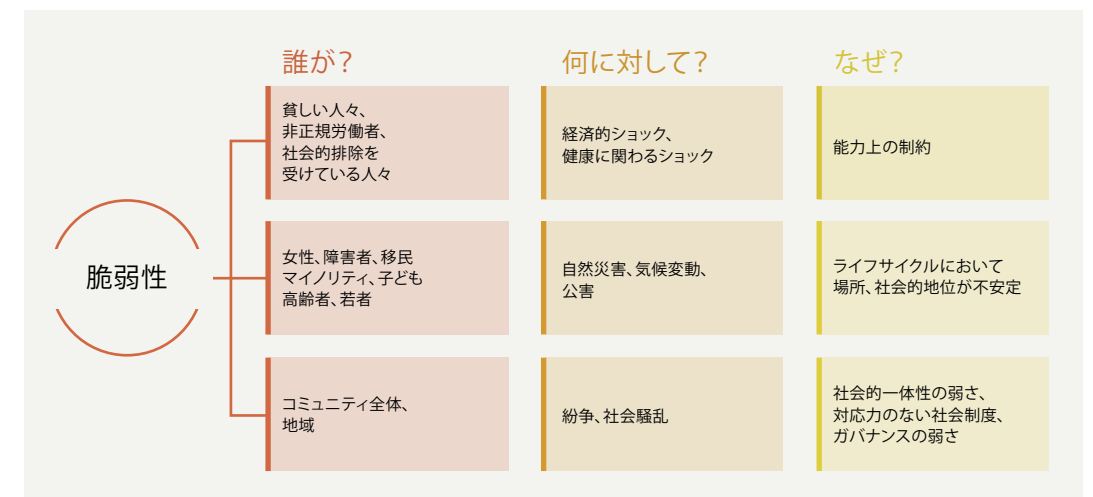 誰が？
何に対して？
なぜ？
貧しい人々、
非正規労働者、
社会的排除を
受けている人々
経済的ショック、
健康に関わるショック
能力上の制約
脆弱性
女性、障害者、移民
マイノリティ、子ども
高齢者、若者
自然災害、気候変動、
公害
ライフサイクルにおいて
場所、社会的地位が不安定
コミュニティ全体、
地域
紛争、社会騒乱
社会的一体性の弱さ、
対応力のない社会制度、
ガバナンスの弱さ